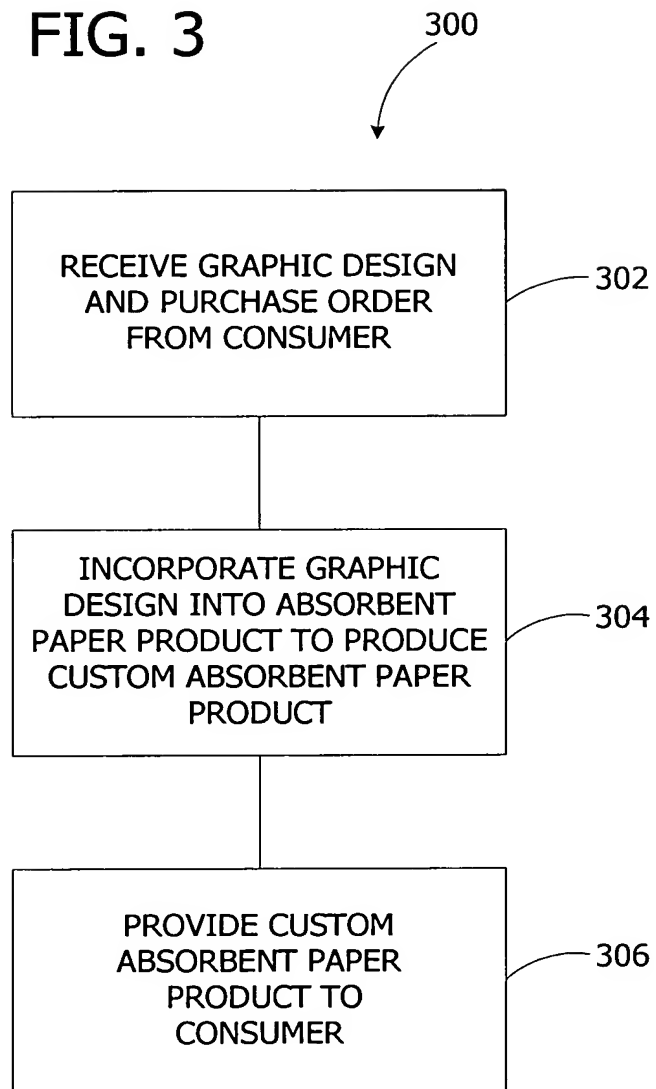 FIG. 3
300
RECEIVE GRAPHIC DESIGN
AND PURCHASE ORDER
FROM CONSUMER
302
INCORPORATE GRAPHIC
DESIGN INTO ABSORBENT
PAPER PRODUCT TO PRODUCE
CUSTOM ABSORBENT PAPER
PRODUCT
304
PROVIDE CUSTOM
ABSORBENT PAPER
PRODUCT TO
CONSUMER
306